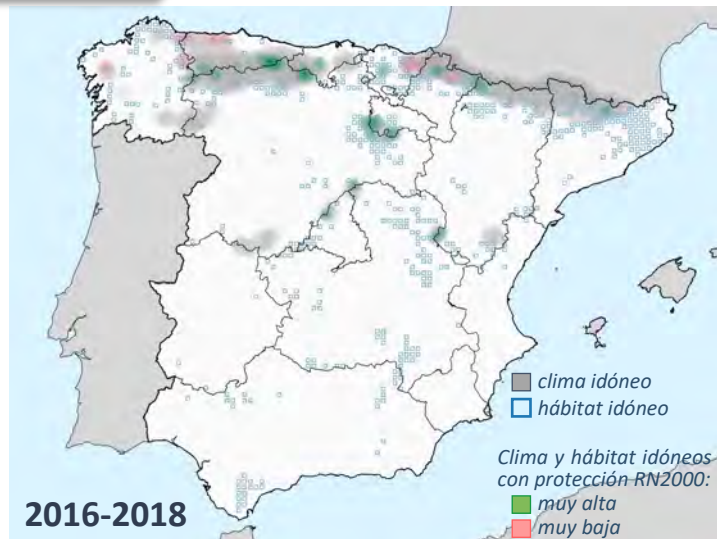 clima idóneo
hábitat idóneo
Clima y hábitat idóneos
con protección RN2000:
muy alta
muy baja
2016-2018